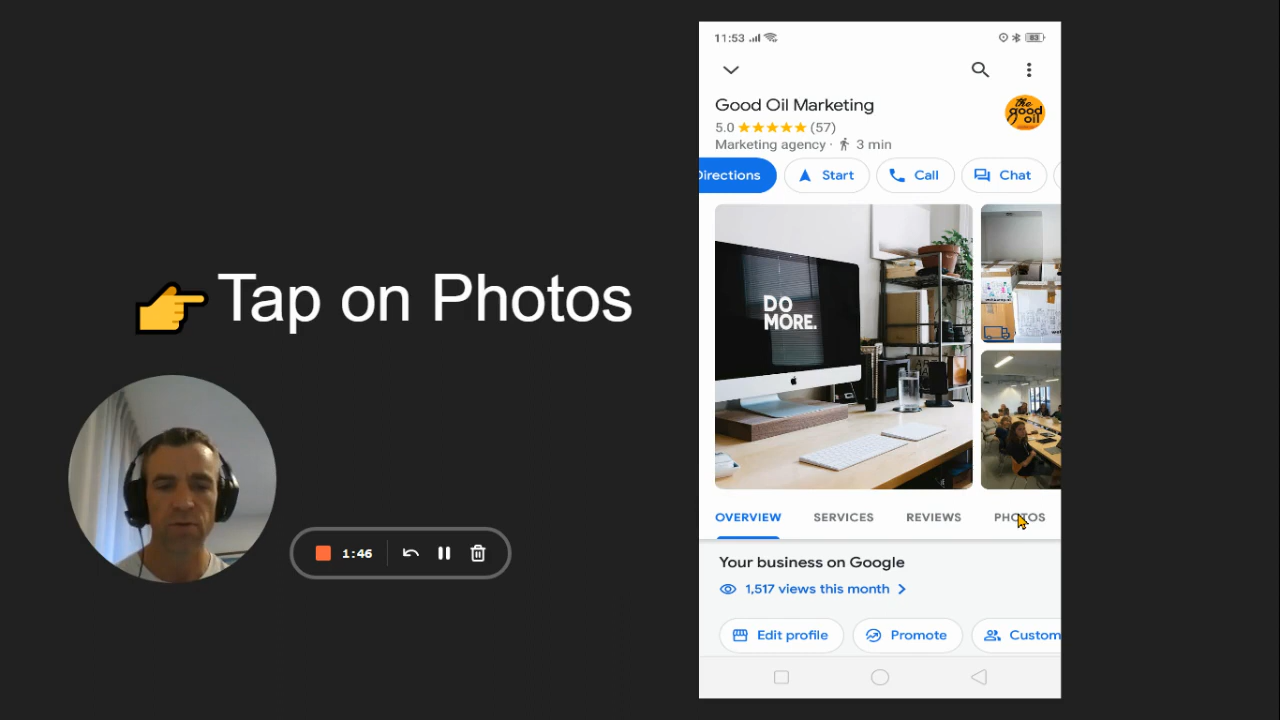 👉 Tap on Photos
1:46
11:53
83
Good Oil Marketing
the
good
oil
5.0 ★★★★★ (57)
Marketing agency · 3 min
Directions
Start
Call
Chat
DO
MORE.
OVERVIEW
SERVICES
REVIEWS
PHOTOS
Your business on Google
1,517 views this month
Edit profile
Promote
Custom